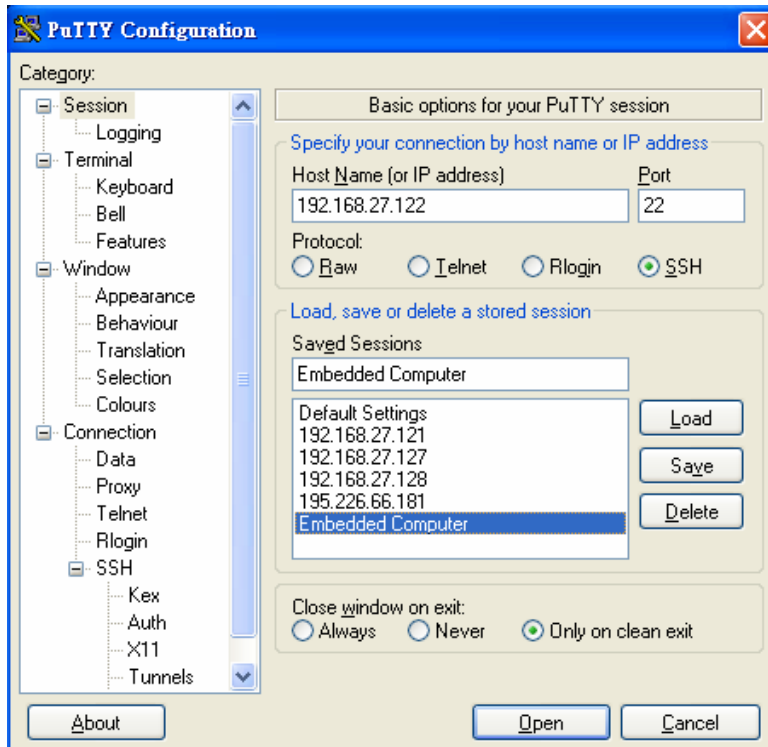 PuTTY Configuration
Category:
Session
Logging
Terminal
Keyboard
Bell
Features
Window
Appearance
Behaviour
Translation
Selection
Colours
Connection
Data
Proxy
Telnet
Rlogin
SSH
Kex
Auth
X11
Tunnels
Basic options for your PuTTY session
Specify your connection by host name or IP address
Host Name (or IP address) Port
192.168.27.122 22
Protocol:
Raw Telnet Rlogin SSH
Load, save or delete a stored session
Saved Sessions
Embedded Computer
Default Settings
192.168.27.121
192.168.27.127
192.168.27.128
195.226.66.181
Embedded Computer
Load
Save
Delete
Close window on exit:
Always Never Only on clean exit
About Open Cancel